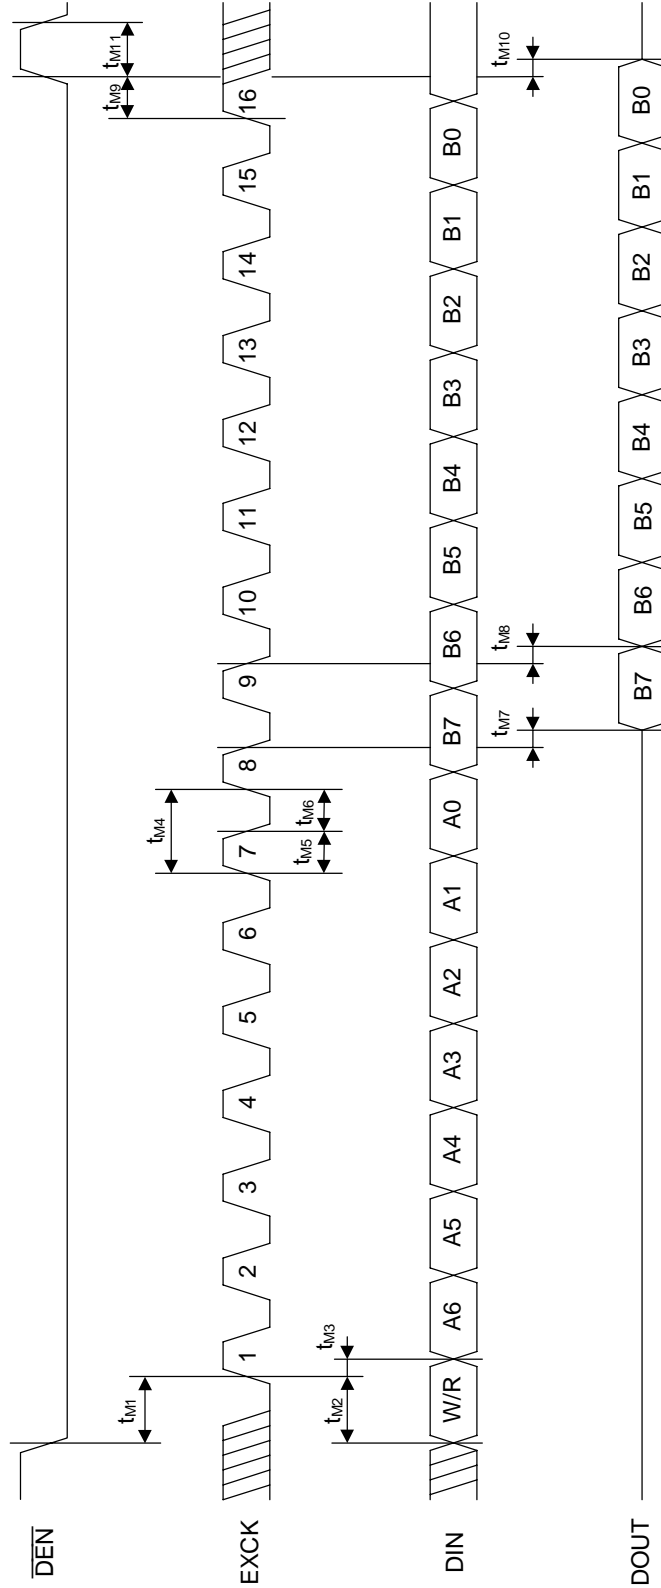 DEN
tM1
tM9
tM11
EXCK
1 2 3 4 5 6 7 8 9 10 11 12 13 14 15 16
tM4
tM2
tM3
tM5
tM6
DIN
W/R A6 A5 A4 A3 A2 A1 A0 B7 B6 B5 B4 B3 B2 B1 B0
tM7
tM8
tM10
DOUT
B7 B6 B5 B4 B3 B2 B1 B0